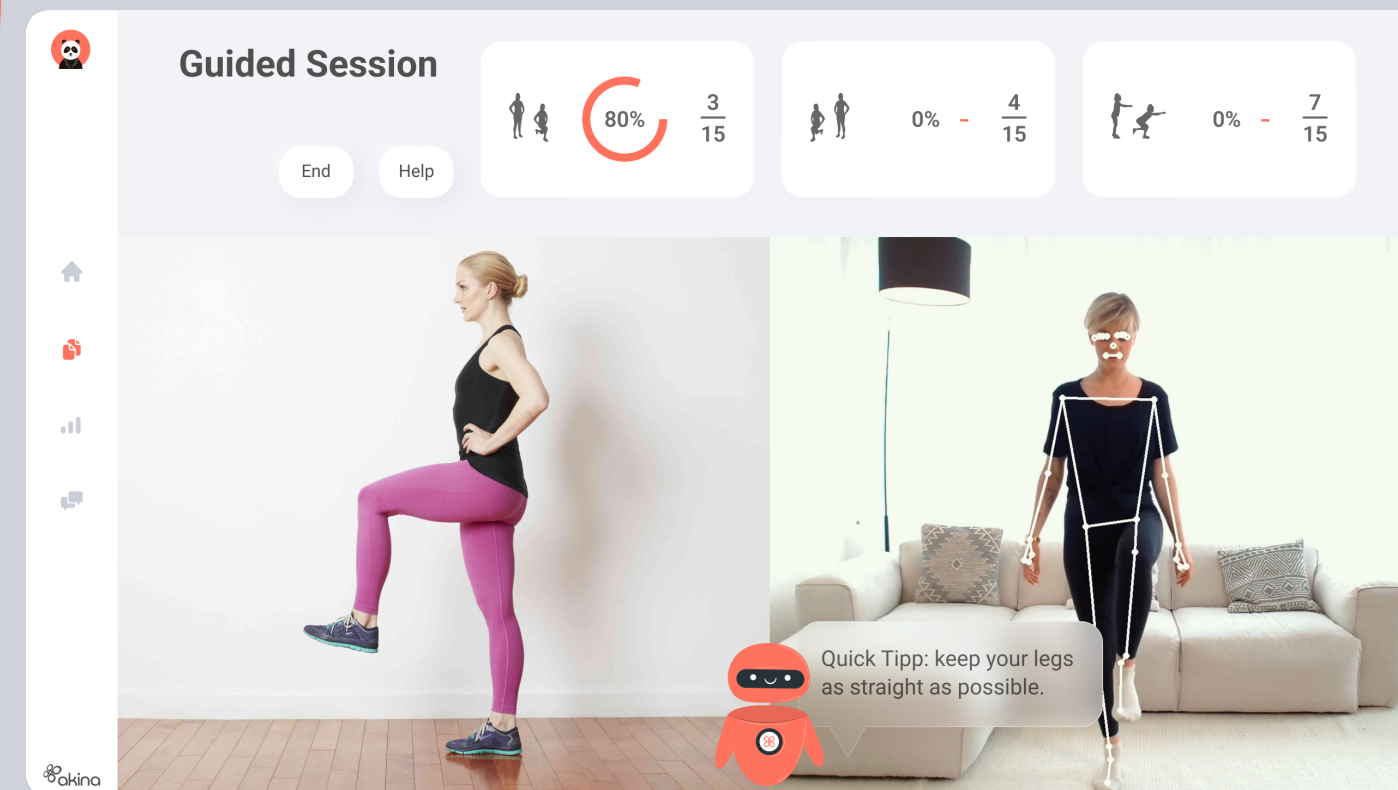 Guided Session
End
Help
80%
3
15
0% -
4
15
0% -
7
15
Quick Tipp: keep your legs
as straight as possible.
akina